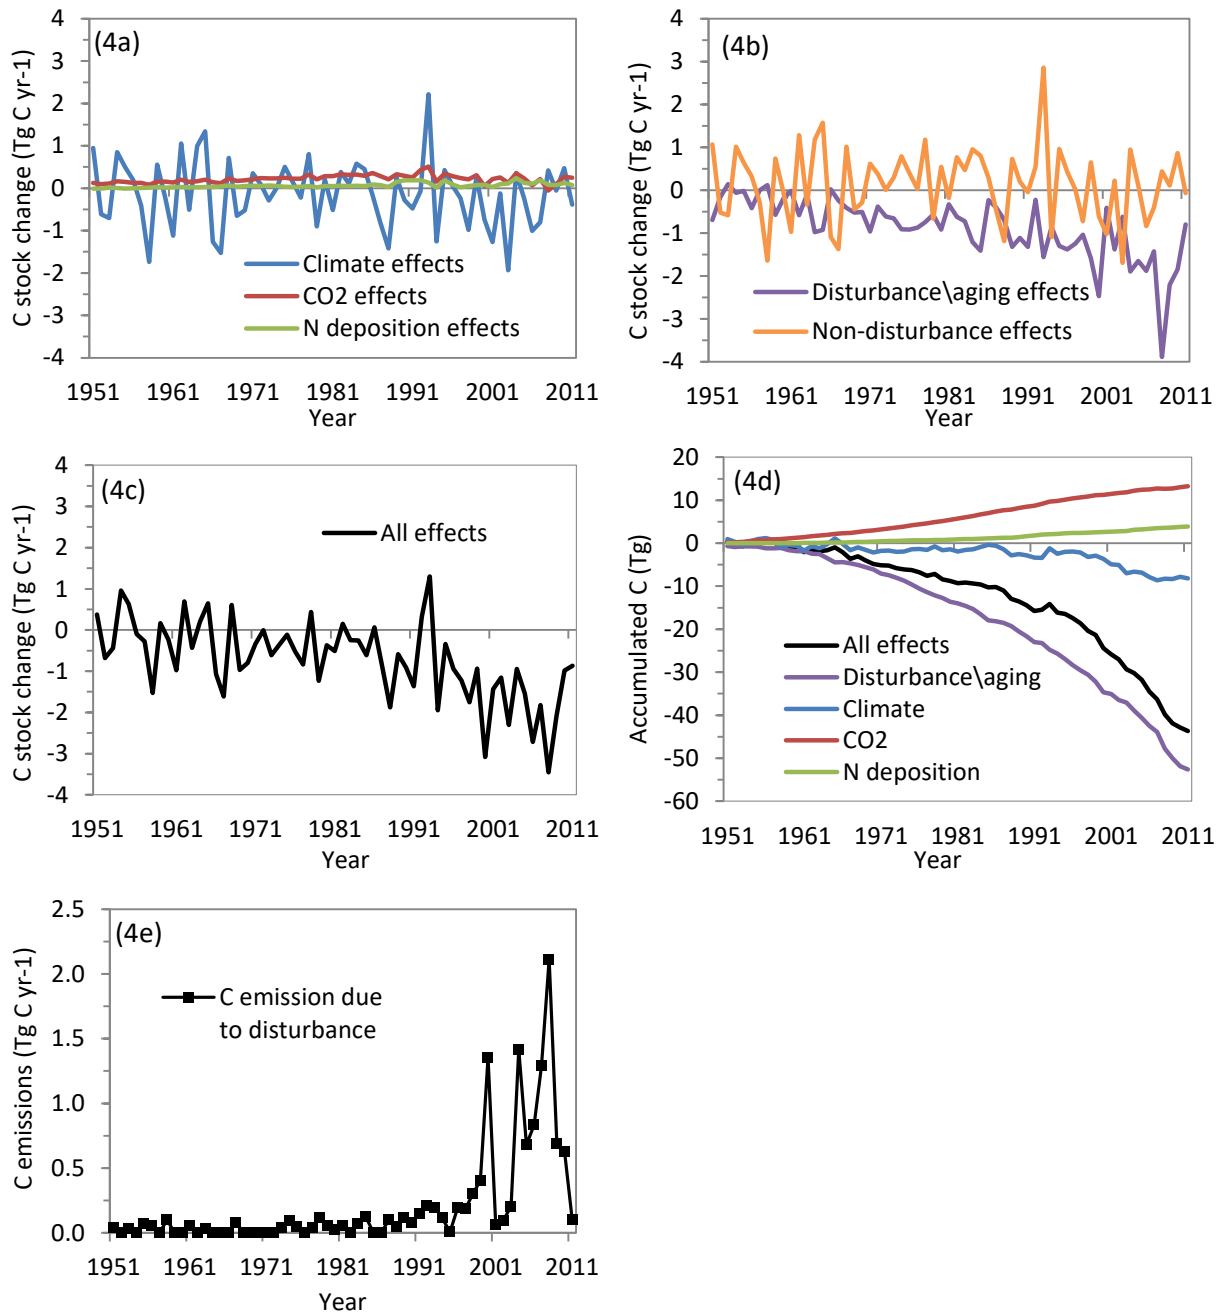 (4a)
C stock change (Tg C yr-1)
4
3
2
1
0
-1
-2
-3
-4
Climate effects
CO2 effects
N deposition effects
1951 1961 1971 1981 1991 2001 2011
Year
(4b)
C stock change (Tg C yr-1)
4
3
2
1
0
-1
-2
-3
-4
Disturbance\aging effects
Non-disturbance effects
1951 1961 1971 1981 1991 2001 2011
Year
(4c)
C stock change (Tg C yr-1)
4
3
2
1
0
-1
-2
-3
-4
All effects
1951 1961 1971 1981 1991 2001 2011
Year
(4d)
Accumulated C (Tg)
20
10
0
-10
-20
-30
-40
-50
-60
All effects
Disturbance\aging
Climate
CO2
N deposition
1951 1961 1971 1981 1991 2001 2011
Year
(4e)
C emissions (Tg C yr-1)
2.5
2.0
1.5
1.0
0.5
0.0
C emission due
to disturbance
1951 1961 1971 1981 1991 2001 2011
Year